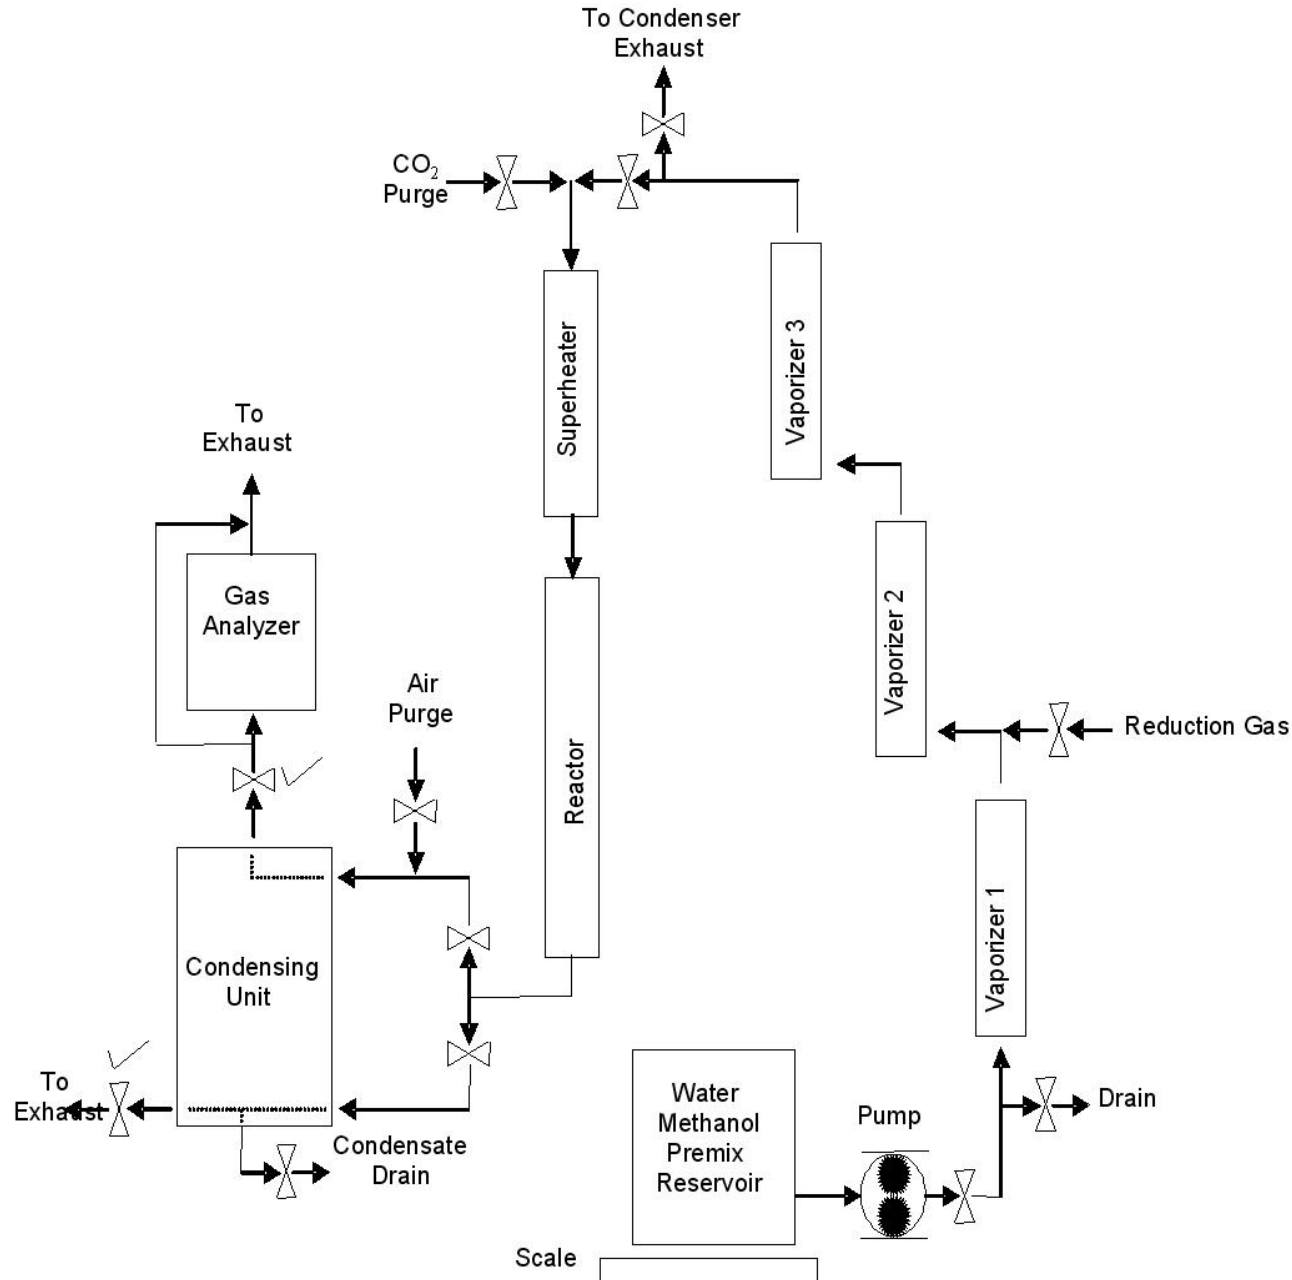 To Condenser
Exhaust
CO₂
Purge
Superheater
Vaporizer 3
To
Exhaust
Gas
Analyzer
Air
Purge
Reactor
Vaporizer 2
Reduction Gas
Vaporizer 1
Condensing
Unit
To
Exhaust
Condensate
Drain
Water
Methanol
Premix
Reservoir
Pump
Drain
Scale